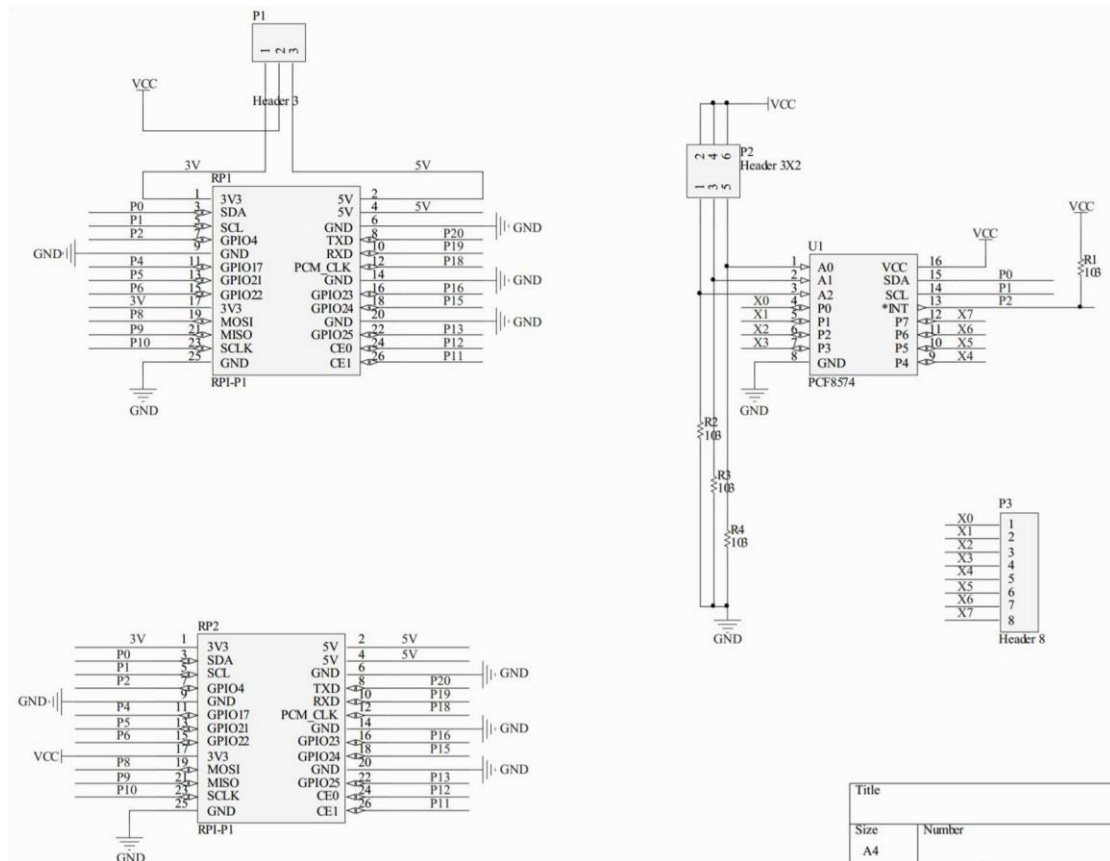 P1
1 2 3
Header 3
VCC
3V
5V
RP1
1 3V3 5V 2
P0 3 SDA 5V 4 5V
P1 5 SCL GND 6 GND
P2 7 GPIO4 TXD 8 P20
GND 9 GND RXD 10 P19
P4 11 GPIO17 PCM_CLK 12 P18
P5 13 GPIO21 GND 14 GND
P6 15 GPIO22 GPIO23 16 P16
3V 17 3V3 GPIO24 18 P15
P8 19 MOSI GND 20 GND
P9 21 MISO GPIO25 22 P13
P10 23 SCLK CE0 24 P12
25 GND CE1 26 P11
RPI-P1
GND
VCC
2 4 6
P2
Header 3X2
1 3 5
VCC
R1
103
VCC
U1
1 A0 VCC 16
2 A1 SDA 15 P0
3 A2 SCL 14 P1
X0 4 P0 *INT 13 P2
X1 5 P1 P7 12 X7
X2 6 P2 P6 11 X6
X3 7 P3 P5 10 X5
8 GND P4 9 X4
PCF8574
GND
R2
103
R3
103
R4
103
GND
P3
X0 1
X1 2
X2 3
X3 4
X4 5
X5 6
X6 7
X7 8
Header 8
RP2
3V 1 3V3 5V 2 5V
P0 3 SDA 5V 4 5V
P1 5 SCL GND 6 GND
P2 7 GPIO4 TXD 8 P20
GND 9 GND RXD 10 P19
P4 11 GPIO17 PCM_CLK 12 P18
P5 13 GPIO21 GND 14 GND
P6 15 GPIO22 GPIO23 16 P16
VCC 17 3V3 GPIO24 18 P15
P8 19 MOSI GND 20 GND
P9 21 MISO GPIO25 22 P13
P10 23 SCLK CE0 24 P12
25 GND CE1 26 P11
RPI-P1
GND
Title
Size Number
A4